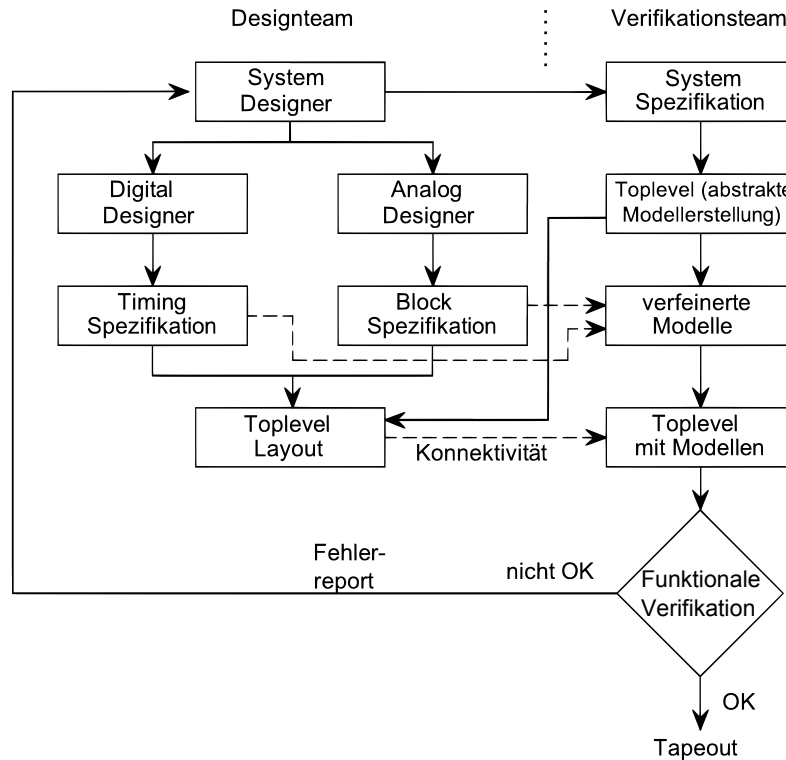 Designteam
Verifikationsteam
System
Designer
System
Spezifikation
Digital
Designer
Analog
Designer
Toplevel (abstrakte
Modellerstellung)
Timing
Spezifikation
Block
Spezifikation
verfeinerte
Modelle
Toplevel
Layout
Konnektivität
Toplevel
mit Modellen
Fehler-
report
nicht OK
Funktionale
Verifikation
OK
Tapeout